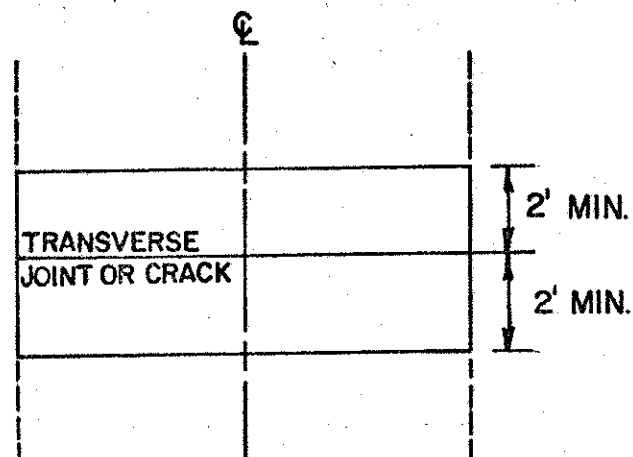 ℄
2' MIN.
TRANSVERSE
JOINT OR CRACK
2' MIN.